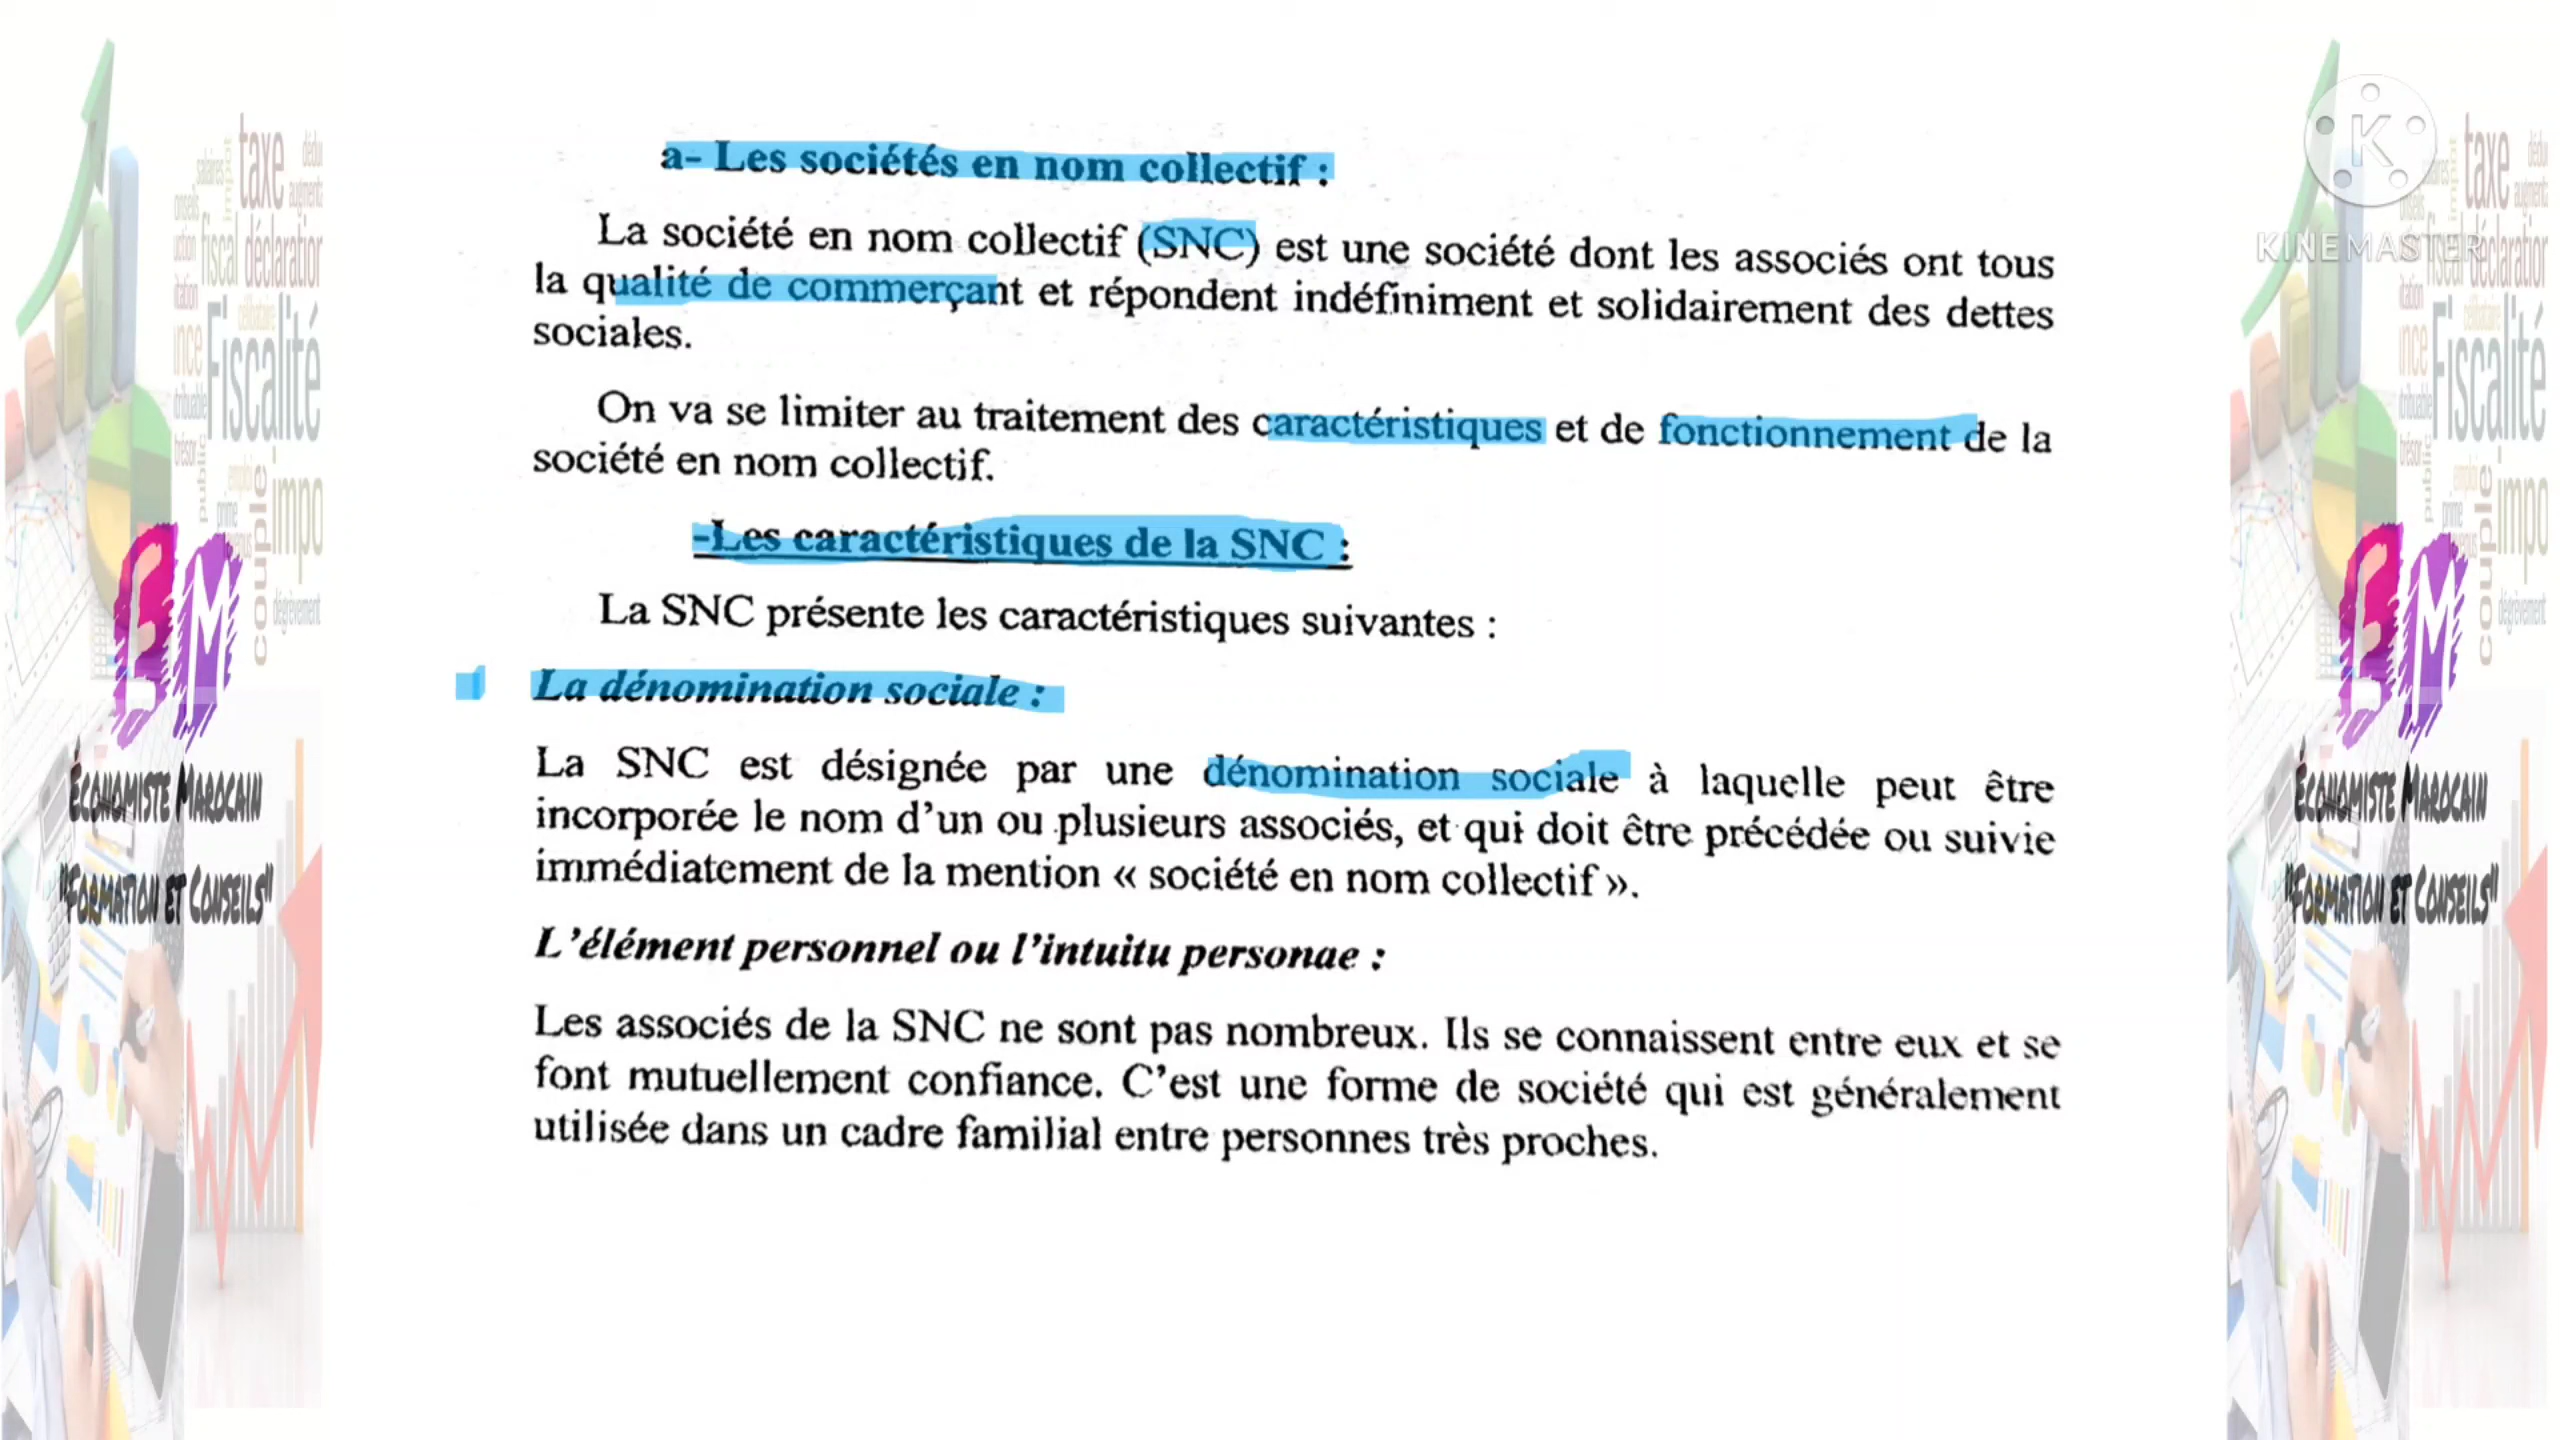 a- Les sociétés en nom collectif :
La société en nom collectif (SNC) est une société dont les associés ont tous
la qualité de commerçant et répondent indéfiniment et solidairement des dettes
sociales.
On va se limiter au traitement des caractéristiques et de fonctionnement de la
société en nom collectif.
-Les caractéristiques de la SNC :
La SNC présente les caractéristiques suivantes :
La dénomination sociale :
La SNC est désignée par une dénomination sociale à laquelle peut être
incorporée le nom d'un ou plusieurs associés, et qui doit être précédée ou suivie
immédiatement de la mention « société en nom collectif ».
L'élément personnel ou l'intuitu personae :
Les associés de la SNC ne sont pas nombreux. Ils se connaissent entre eux et se
font mutuellement confiance. C'est une forme de société qui est généralement
utilisée dans un cadre familial entre personnes très proches.
taxe
fiscal déclaration
Fiscalité
impo
couple
dégrèvement
EM
Économiste Marocain
"Formation et Conseils"
K
KINEMASTER
taxe
Fiscalité
impo
couple
dégrèvement
EM
Économiste Marocain
"Formation et Conseils"